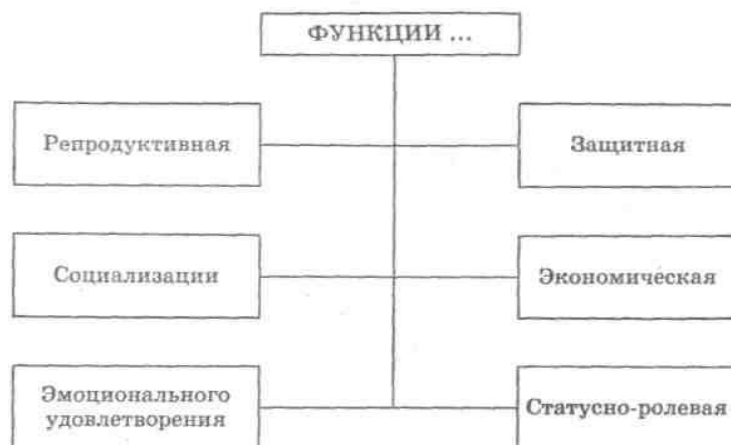 ФУНКЦИИ ...
Репродуктивная
Защитная
Социализации
Экономическая
Эмоционального
удовлетворения
Статусно-ролевая